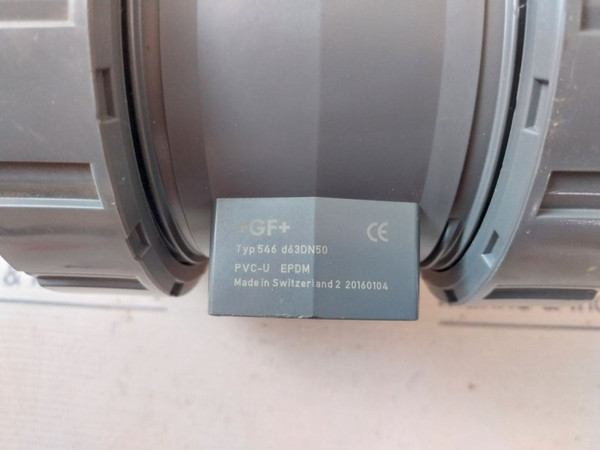 +GF+
CE
Typ 546 d63DN50
PVC-U EPDM
Made in Switzerland 2 20160104